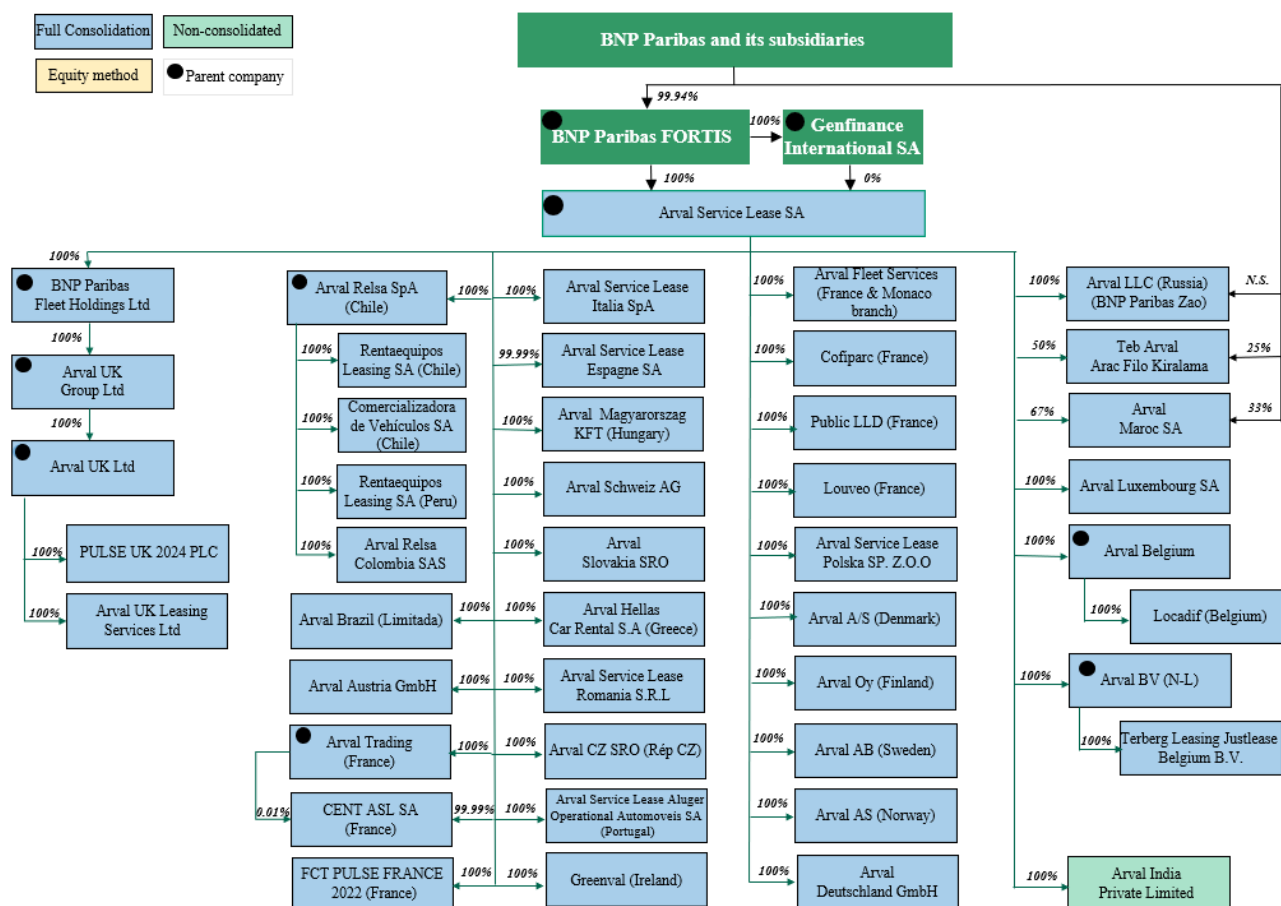 Full Consolidation
Non-consolidated
Equity method
Parent company
BNP Paribas and its subsidiaries
99.94%
BNP Paribas FORTIS
100%
Genfinance
International SA
100%
0%
Arval Service Lease SA
100%
BNP Paribas
Fleet Holdings Ltd
100%
Arval UK
Group Ltd
100%
Arval UK Ltd
100%
PULSE UK 2024 PLC
100%
Arval UK Leasing
Services Ltd
Arval Relsa SpA
(Chile)
100%
100%
Rentaequipos
Leasing SA (Chile)
100%
Comercializadora
de Vehículos SA
(Chile)
100%
Rentaequipos
Leasing SA (Peru)
100%
Arval Relsa
Colombia SAS
Arval Brazil (Limitada)
100%
Arval Austria GmbH
100%
Arval Trading
(France)
100%
0.01%
CENT ASL SA
(France)
99.99%
FCT PULSE FRANCE
2022 (France)
100%
100%
Arval Service Lease
Italia SpA
99.99%
Arval Service Lease
Espagne SA
100%
Arval Magyarorszag
KFT (Hungary)
100%
Arval Schweiz AG
100%
Arval
Slovakia SRO
100%
Arval Hellas
Car Rental S.A (Greece)
100%
Arval Service Lease
Romania S.R.L
100%
Arval CZ SRO (Rép CZ)
100%
Arval Service Lease Aluger
Operational Automoveis SA
(Portugal)
100%
Greenval (Ireland)
100%
Arval Fleet Services
(France & Monaco
branch)
100%
Cofiparc (France)
100%
Public LLD (France)
100%
Louveo (France)
100%
Arval Service Lease
Polska SP. Z.O.O
100%
Arval A/S (Denmark)
100%
Arval Oy (Finland)
100%
Arval AB (Sweden)
100%
Arval AS (Norway)
100%
Arval
Deutschland GmbH
100%
Arval LLC (Russia)
(BNP Paribas Zao)
N.S.
50%
Teb Arval
Arac Filo Kiralama
25%
67%
Arval
Maroc SA
33%
100%
Arval Luxembourg SA
100%
Arval Belgium
100%
Locadif (Belgium)
100%
Arval BV (N-L)
100%
Terberg Leasing Justlease
Belgium B.V.
100%
Arval India
Private Limited